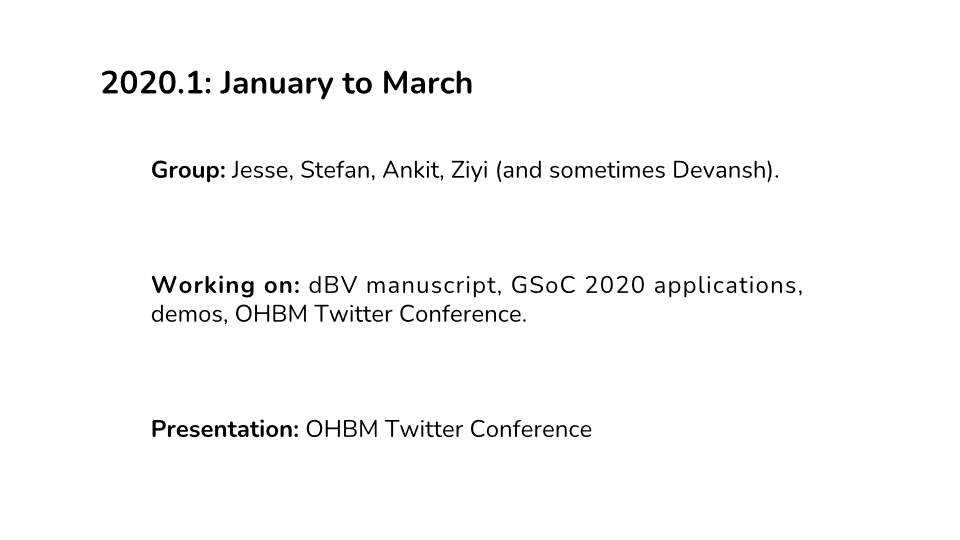 2020.1: January to March
Group: Jesse, Stefan, Ankit, Ziyi (and sometimes Devansh).
Working on: dBV manuscript, GSoC 2020 applications,
demos, OHBM Twitter Conference.
Presentation: OHBM Twitter Conference